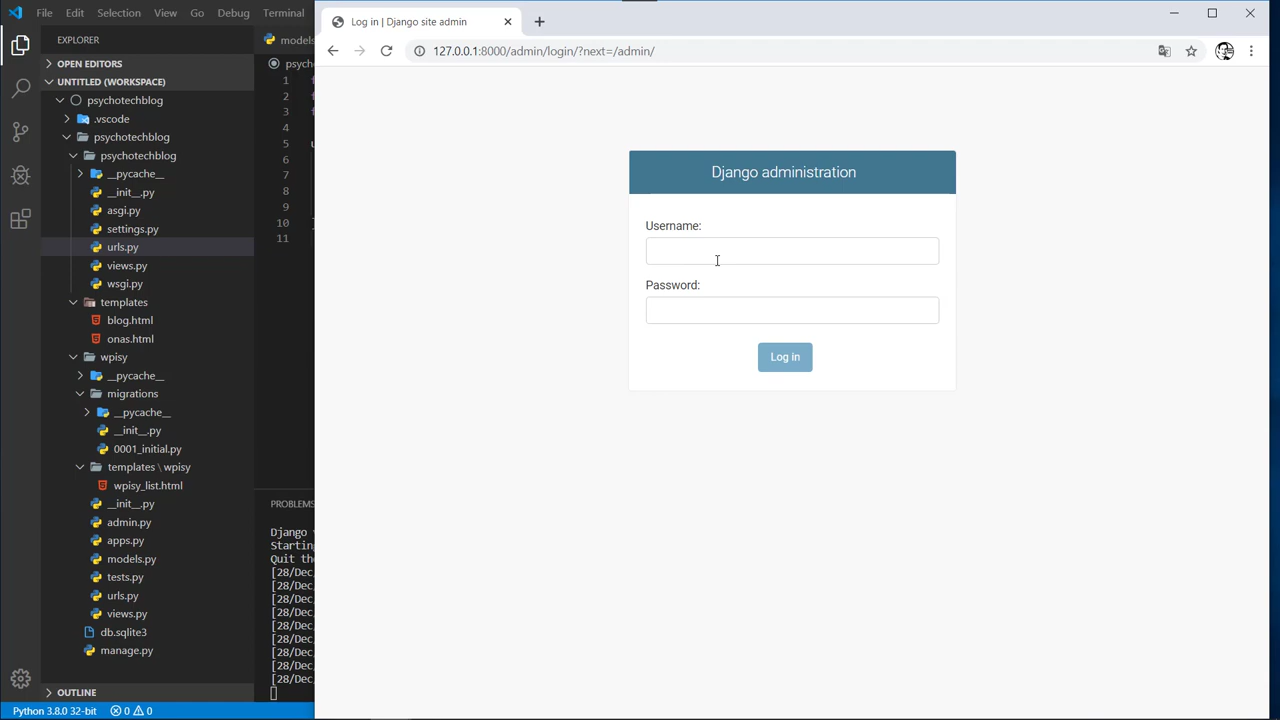 File Edit Selection View Go Debug Terminal
Log in | Django site admin
127.0.0.1:8000/admin/login/?next=/admin/
EXPLORER
OPEN EDITORS
UNTITLED (WORKSPACE)
psychotechblog
.vscode
psychotechblog
psychotechblog
__pycache__
__init__.py
asgi.py
settings.py
urls.py
views.py
wsgi.py
templates
blog.html
onas.html
wpisy
__pycache__
migrations
__pycache__
__init__.py
0001_initial.py
templates \ wpisy
wpisy_list.html
__init__.py
admin.py
apps.py
models.py
tests.py
urls.py
views.py
db.sqlite3
manage.py
OUTLINE
Python 3.8.0 32-bit 0 0
models
psych
1
2
3
4
5
6
7
8
9
10
11
PROBLEMS
Django
Starting
Quit the
[28/Dec
[28/Dec
[28/Dec
[28/Dec
[28/Dec
[28/Dec
[28/Dec
[28/Dec
[28/Dec
Django administration
Username:
Password:
Log in